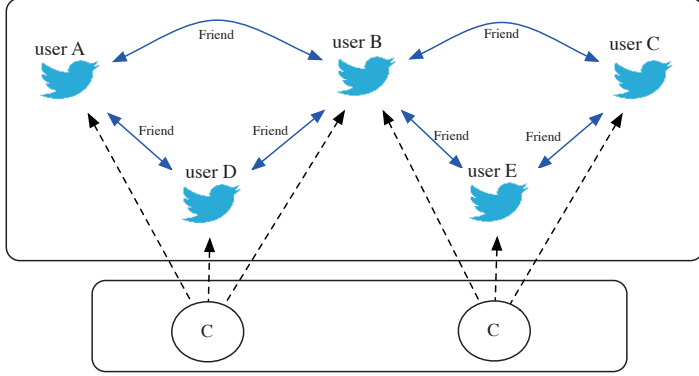 Friend
Friend
user A
user B
user C
Friend
Friend
Friend
Friend
user D
user E
C
C